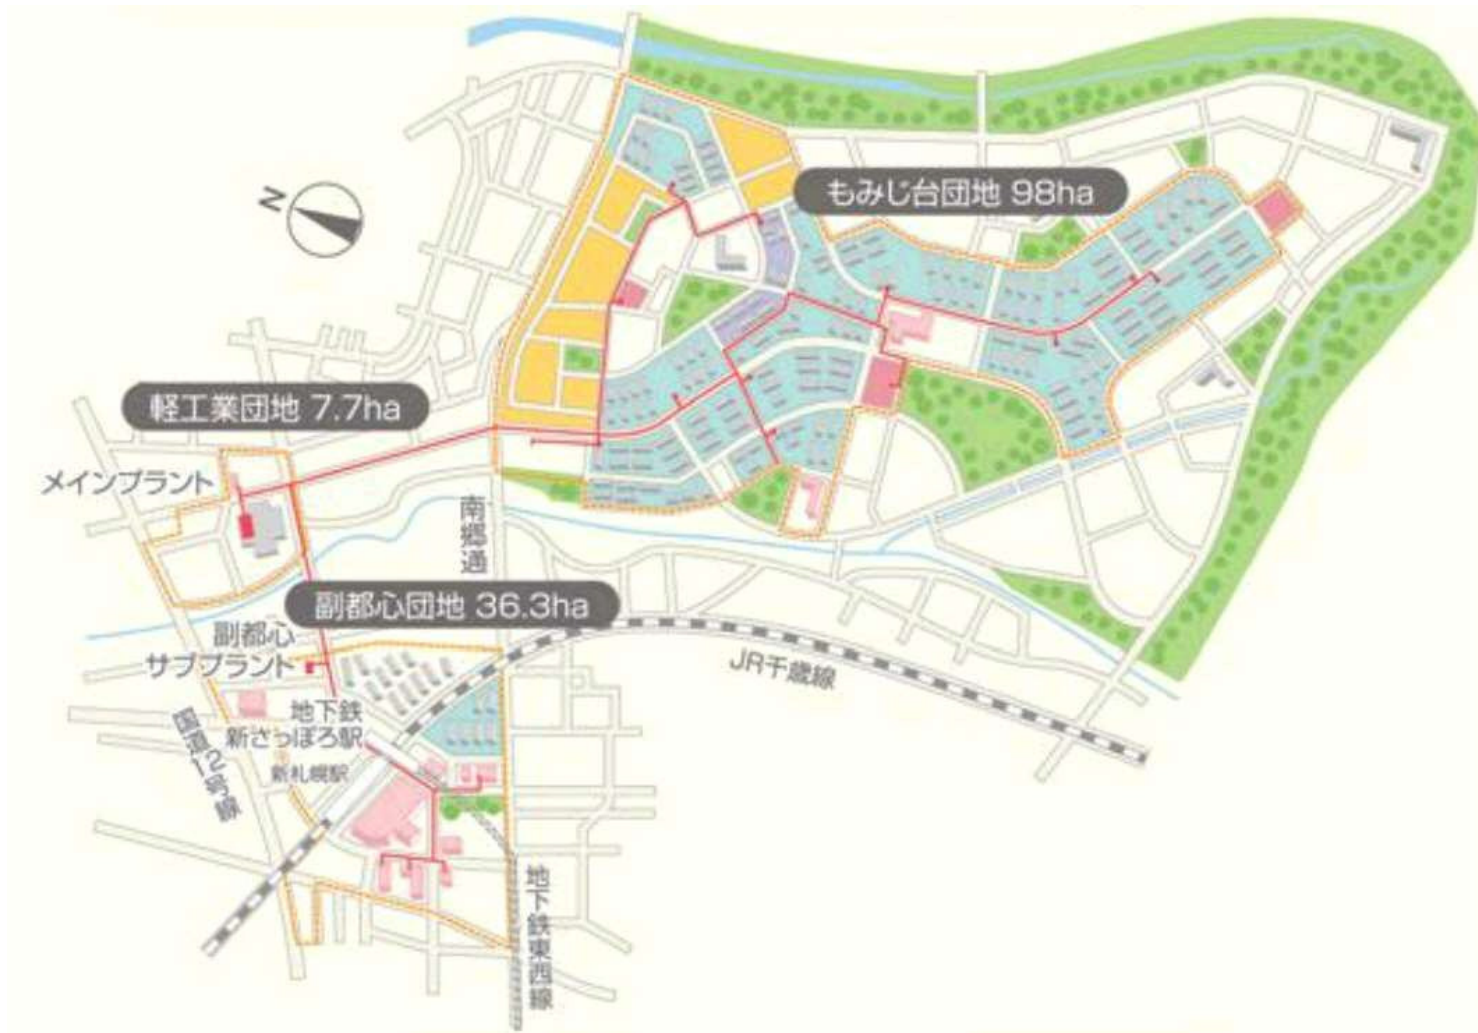 N
もみじ台団地 98ha
軽工業団地 7.7ha
メインプラント
南郷通
副都心団地 36.3ha
副都心
サブプラント
JR千歳線
地下鉄
新さっぽろ駅
新札幌駅
国道12号線
地下鉄東西線